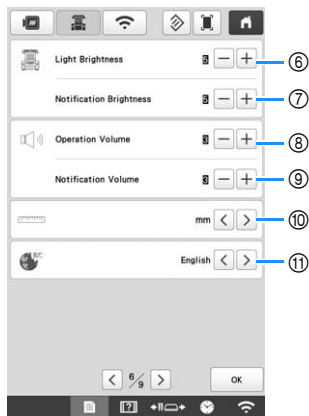 Light Brightness 5 − + ⑥
Notification Brightness 5 − + ⑦
Operation Volume 3 − + ⑧
Notification Volume 3 − + ⑨
mm < > ⑩
English < > ⑪
< 6/9 > OK